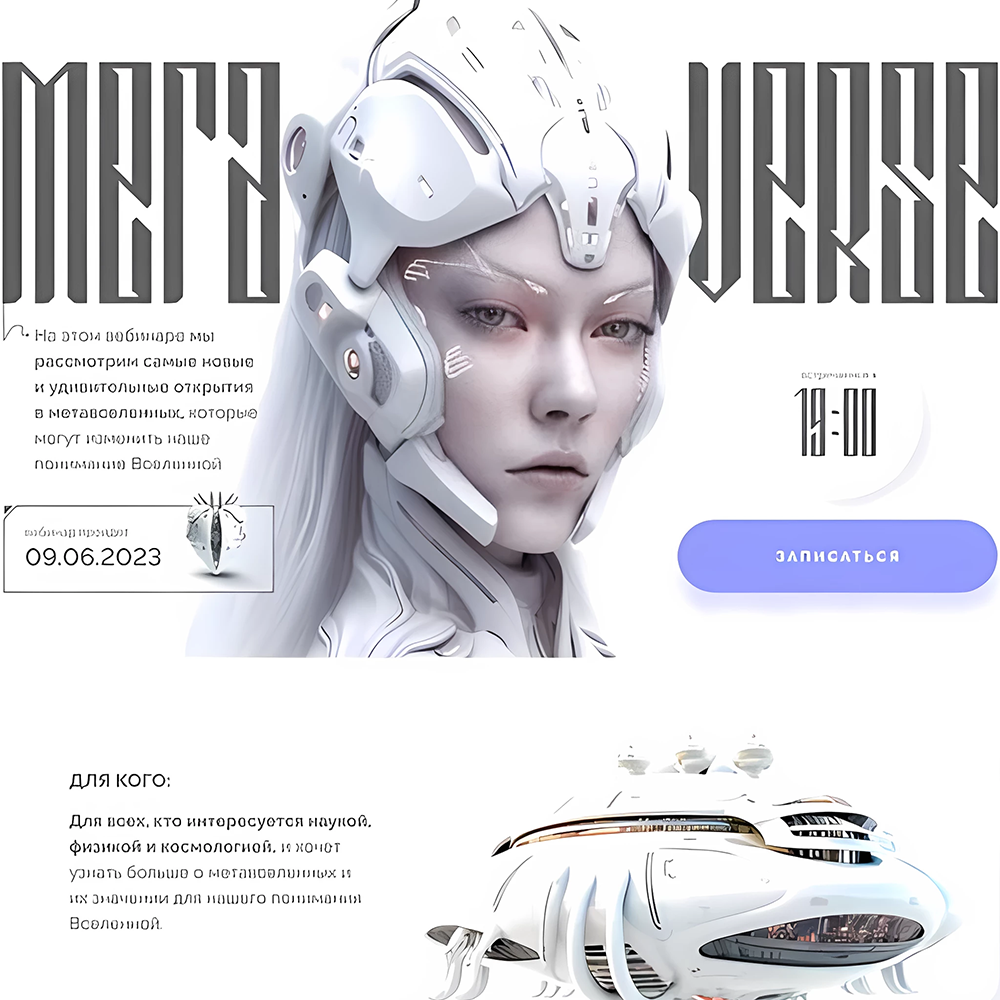 мега
verse
На этом вебинаре мы
рассмотрим самые новые
и удивительные открытия
в метавселенных, которые
могут изменить наше
понимание Вселенной
вебинар пройдет
09.06.2023
19:00
ЗАПИСАТЬСЯ
ДЛЯ КОГО:
Для всех, кто интересуется наукой,
физикой и космологией, и хочет
узнать больше о метавселенных и
их значении для нашего понимания
Вселенной.